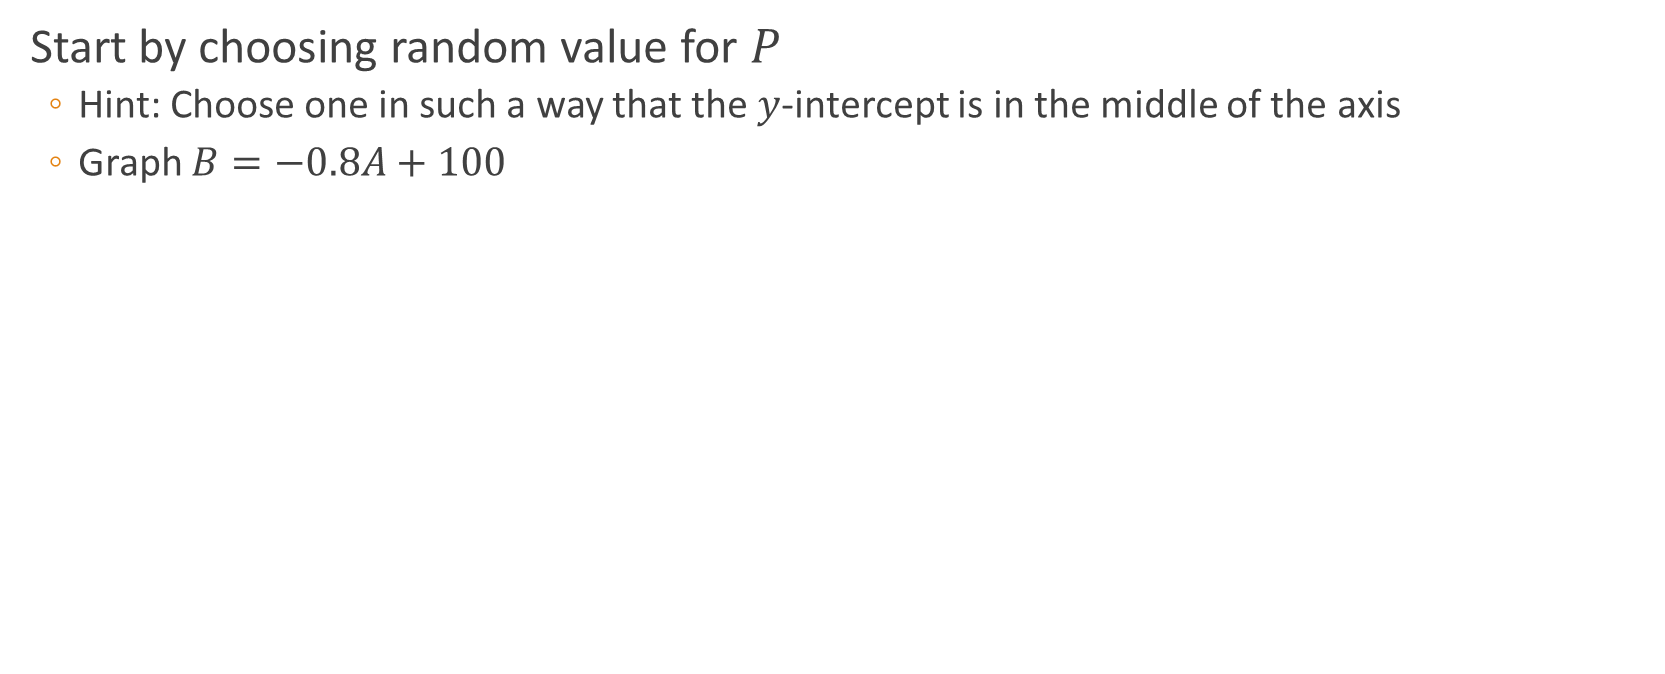 Start by choosing random value for P
◦ Hint: Choose one in such a way that the y-intercept is in the middle of the axis
◦ Graph B = −0.8A + 100